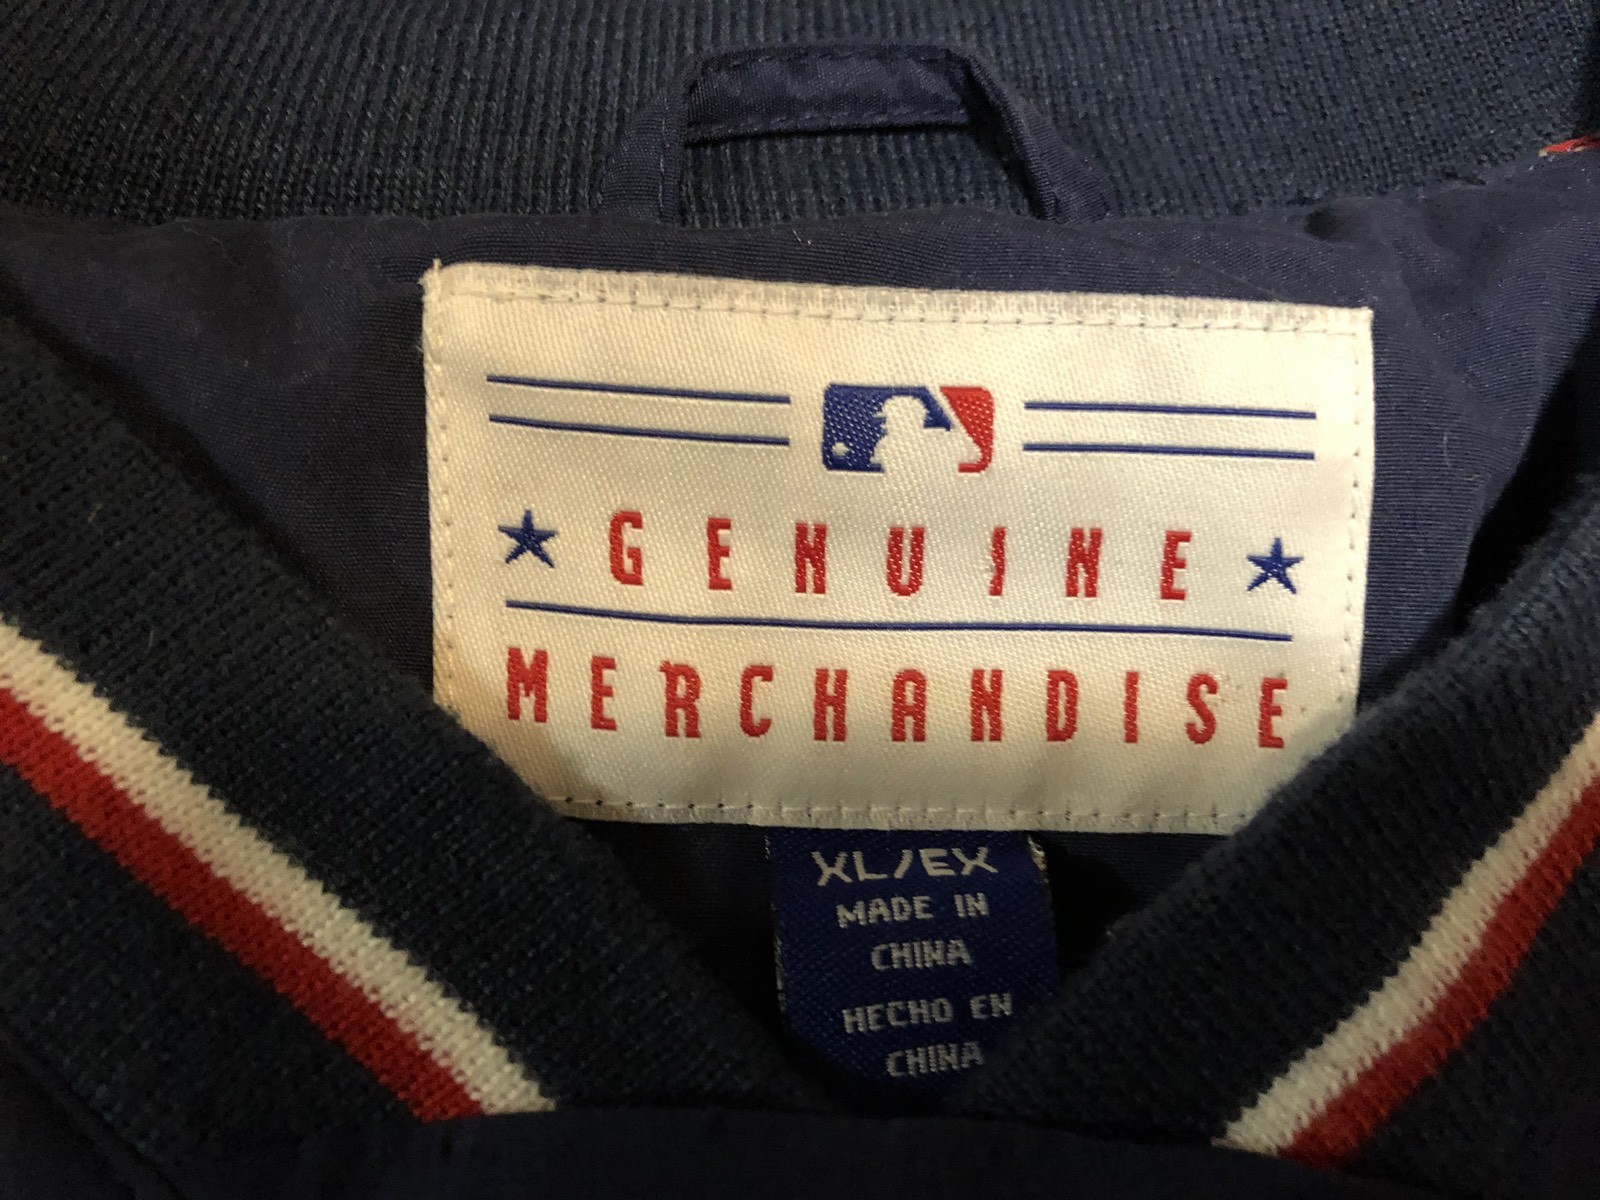 GENUINE
MERCHANDISE
XL/EX
MADE IN
CHINA
HECHO EN
CHINA